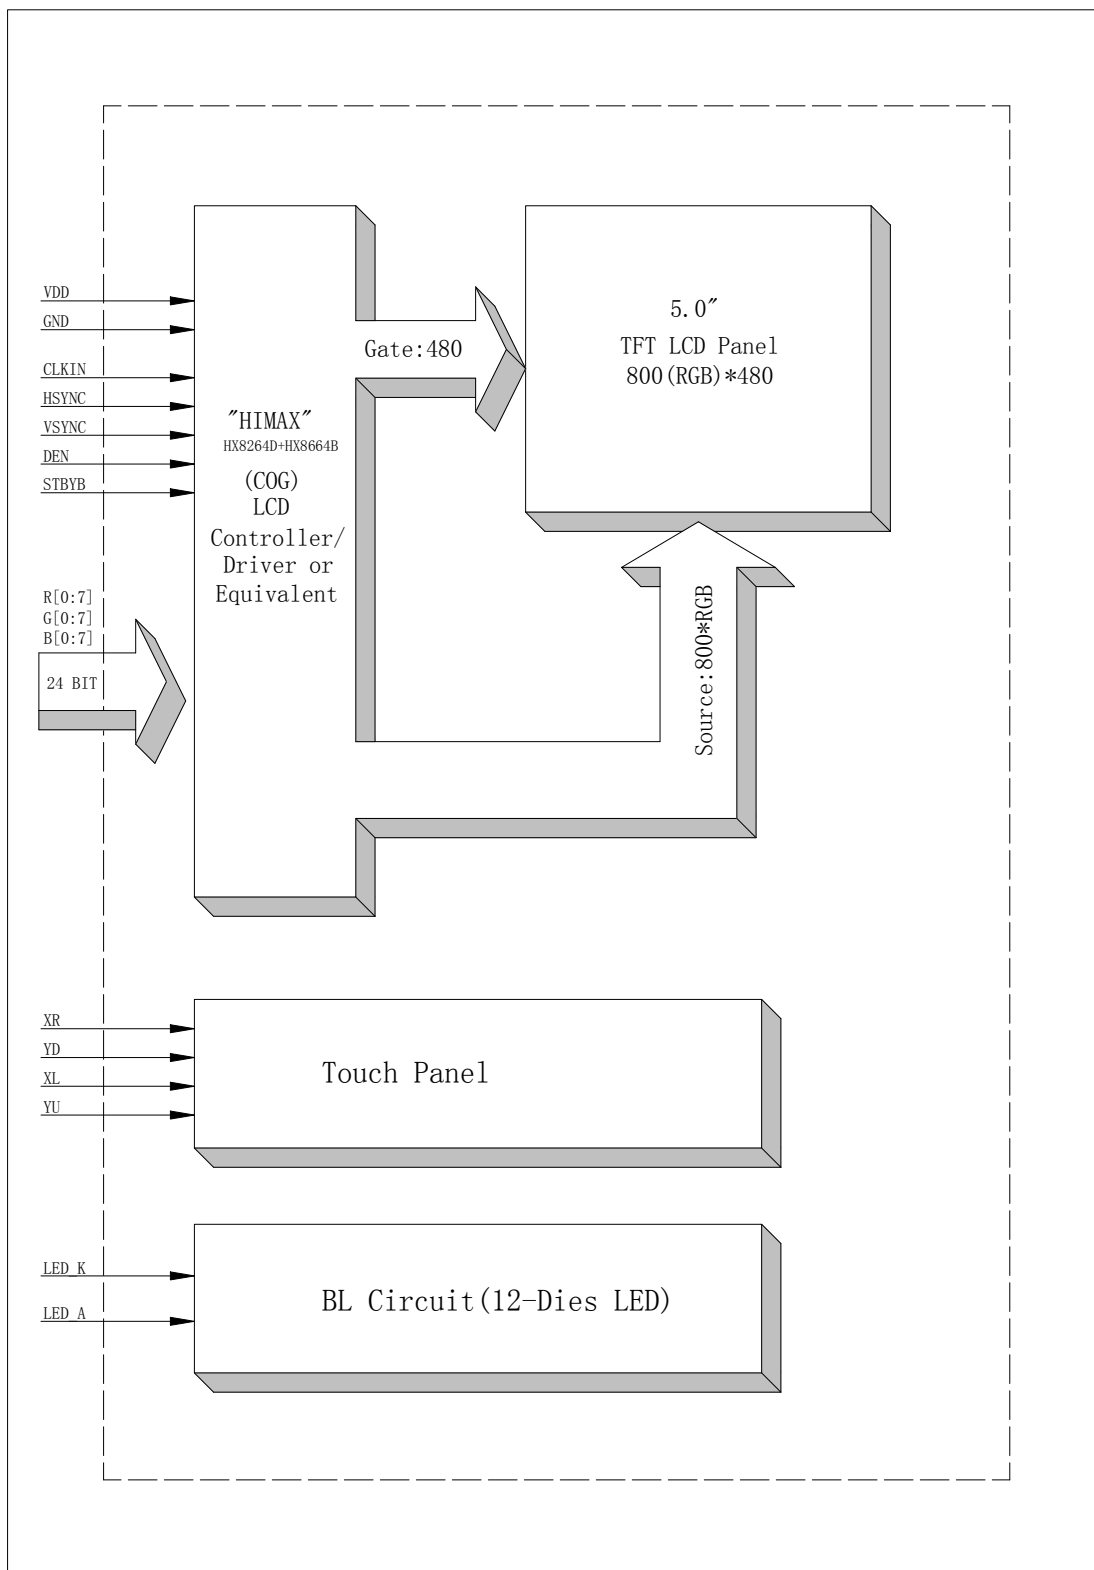 VDD
GND
CLKIN
HSYNC
VSYNC
DEN
STBYB
R[0:7]
G[0:7]
B[0:7]
24 BIT
"HIMAX"
HX8264D+HX8664B
(COG)
LCD
Controller/
Driver or
Equivalent
Gate:480
5.0"
TFT LCD Panel
800(RGB)*480
Source:800*RGB
XR
YD
XL
YU
Touch Panel
LED_K
LED_A
BL Circuit(12-Dies LED)